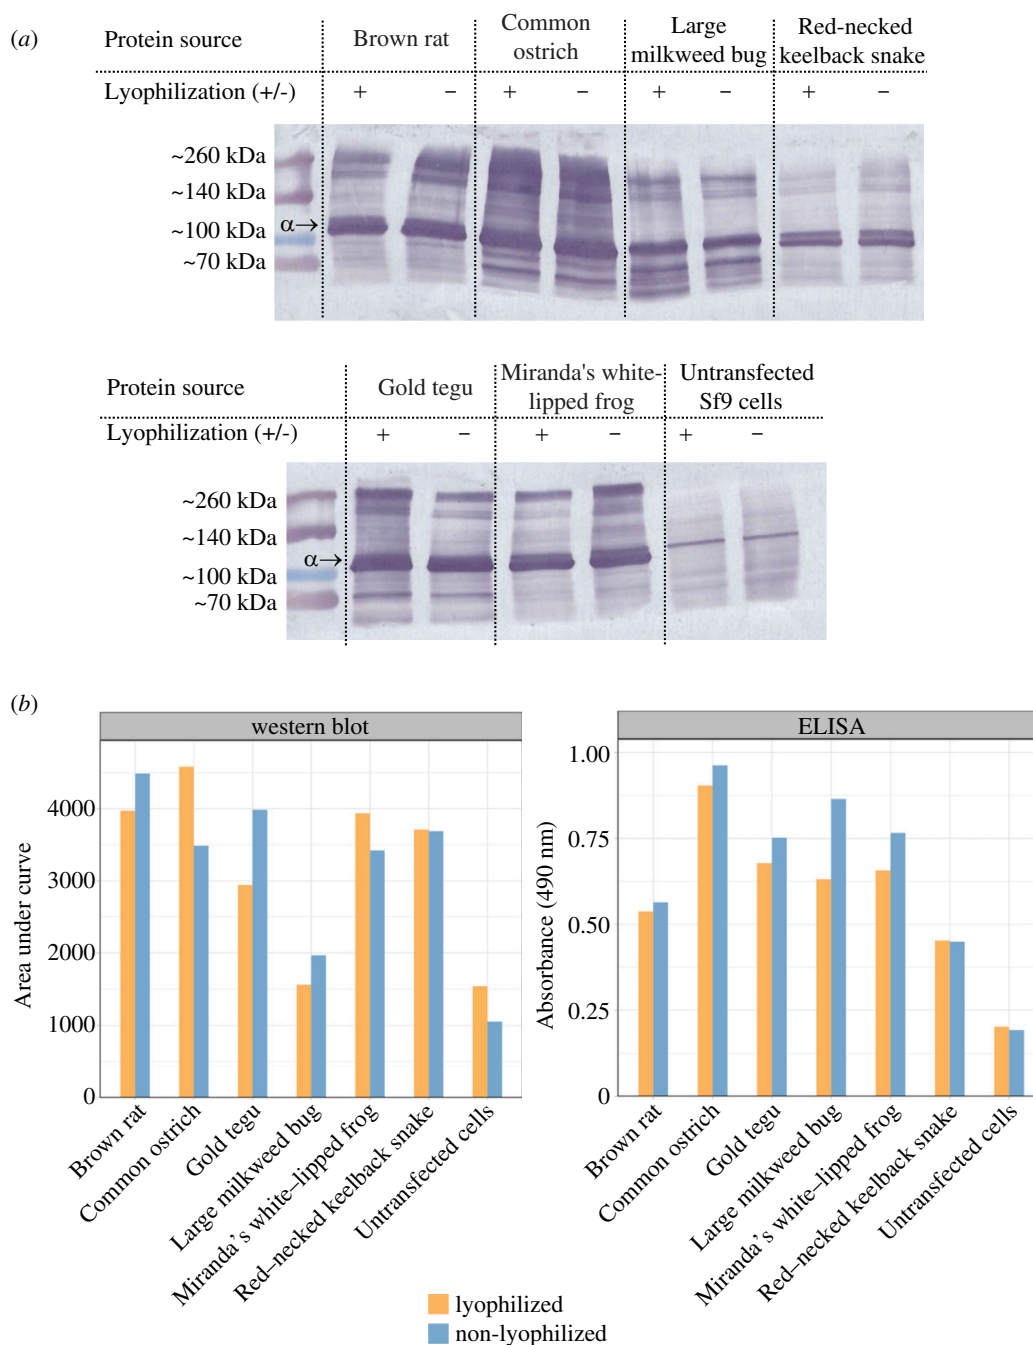 (a)
Protein source Brown rat Common ostrich Large milkweed bug Red-necked keelback snake
Lyophilization (+/-) + − + − + − + −
~260 kDa
~140 kDa
α→ ~100 kDa
~70 kDa
Protein source Gold tegu Miranda's white-lipped frog Untransfected Sf9 cells
Lyophilization (+/-) + − + − + −
~260 kDa
~140 kDa
α→
~100 kDa
~70 kDa
(b)
western blot
Area under curve
4000
3000
2000
1000
0
Brown rat
Common ostrich
Gold tegu
Large milkweed bug
Miranda's white–lipped frog
Red–necked keelback snake
Untransfected cells
ELISA
Absorbance (490 nm)
1.00
0.75
0.50
0.25
0
Brown rat
Common ostrich
Gold tegu
Large milkweed bug
Miranda's white–lipped frog
Red–necked keelback snake
Untransfected cells
lyophilized
non-lyophilized